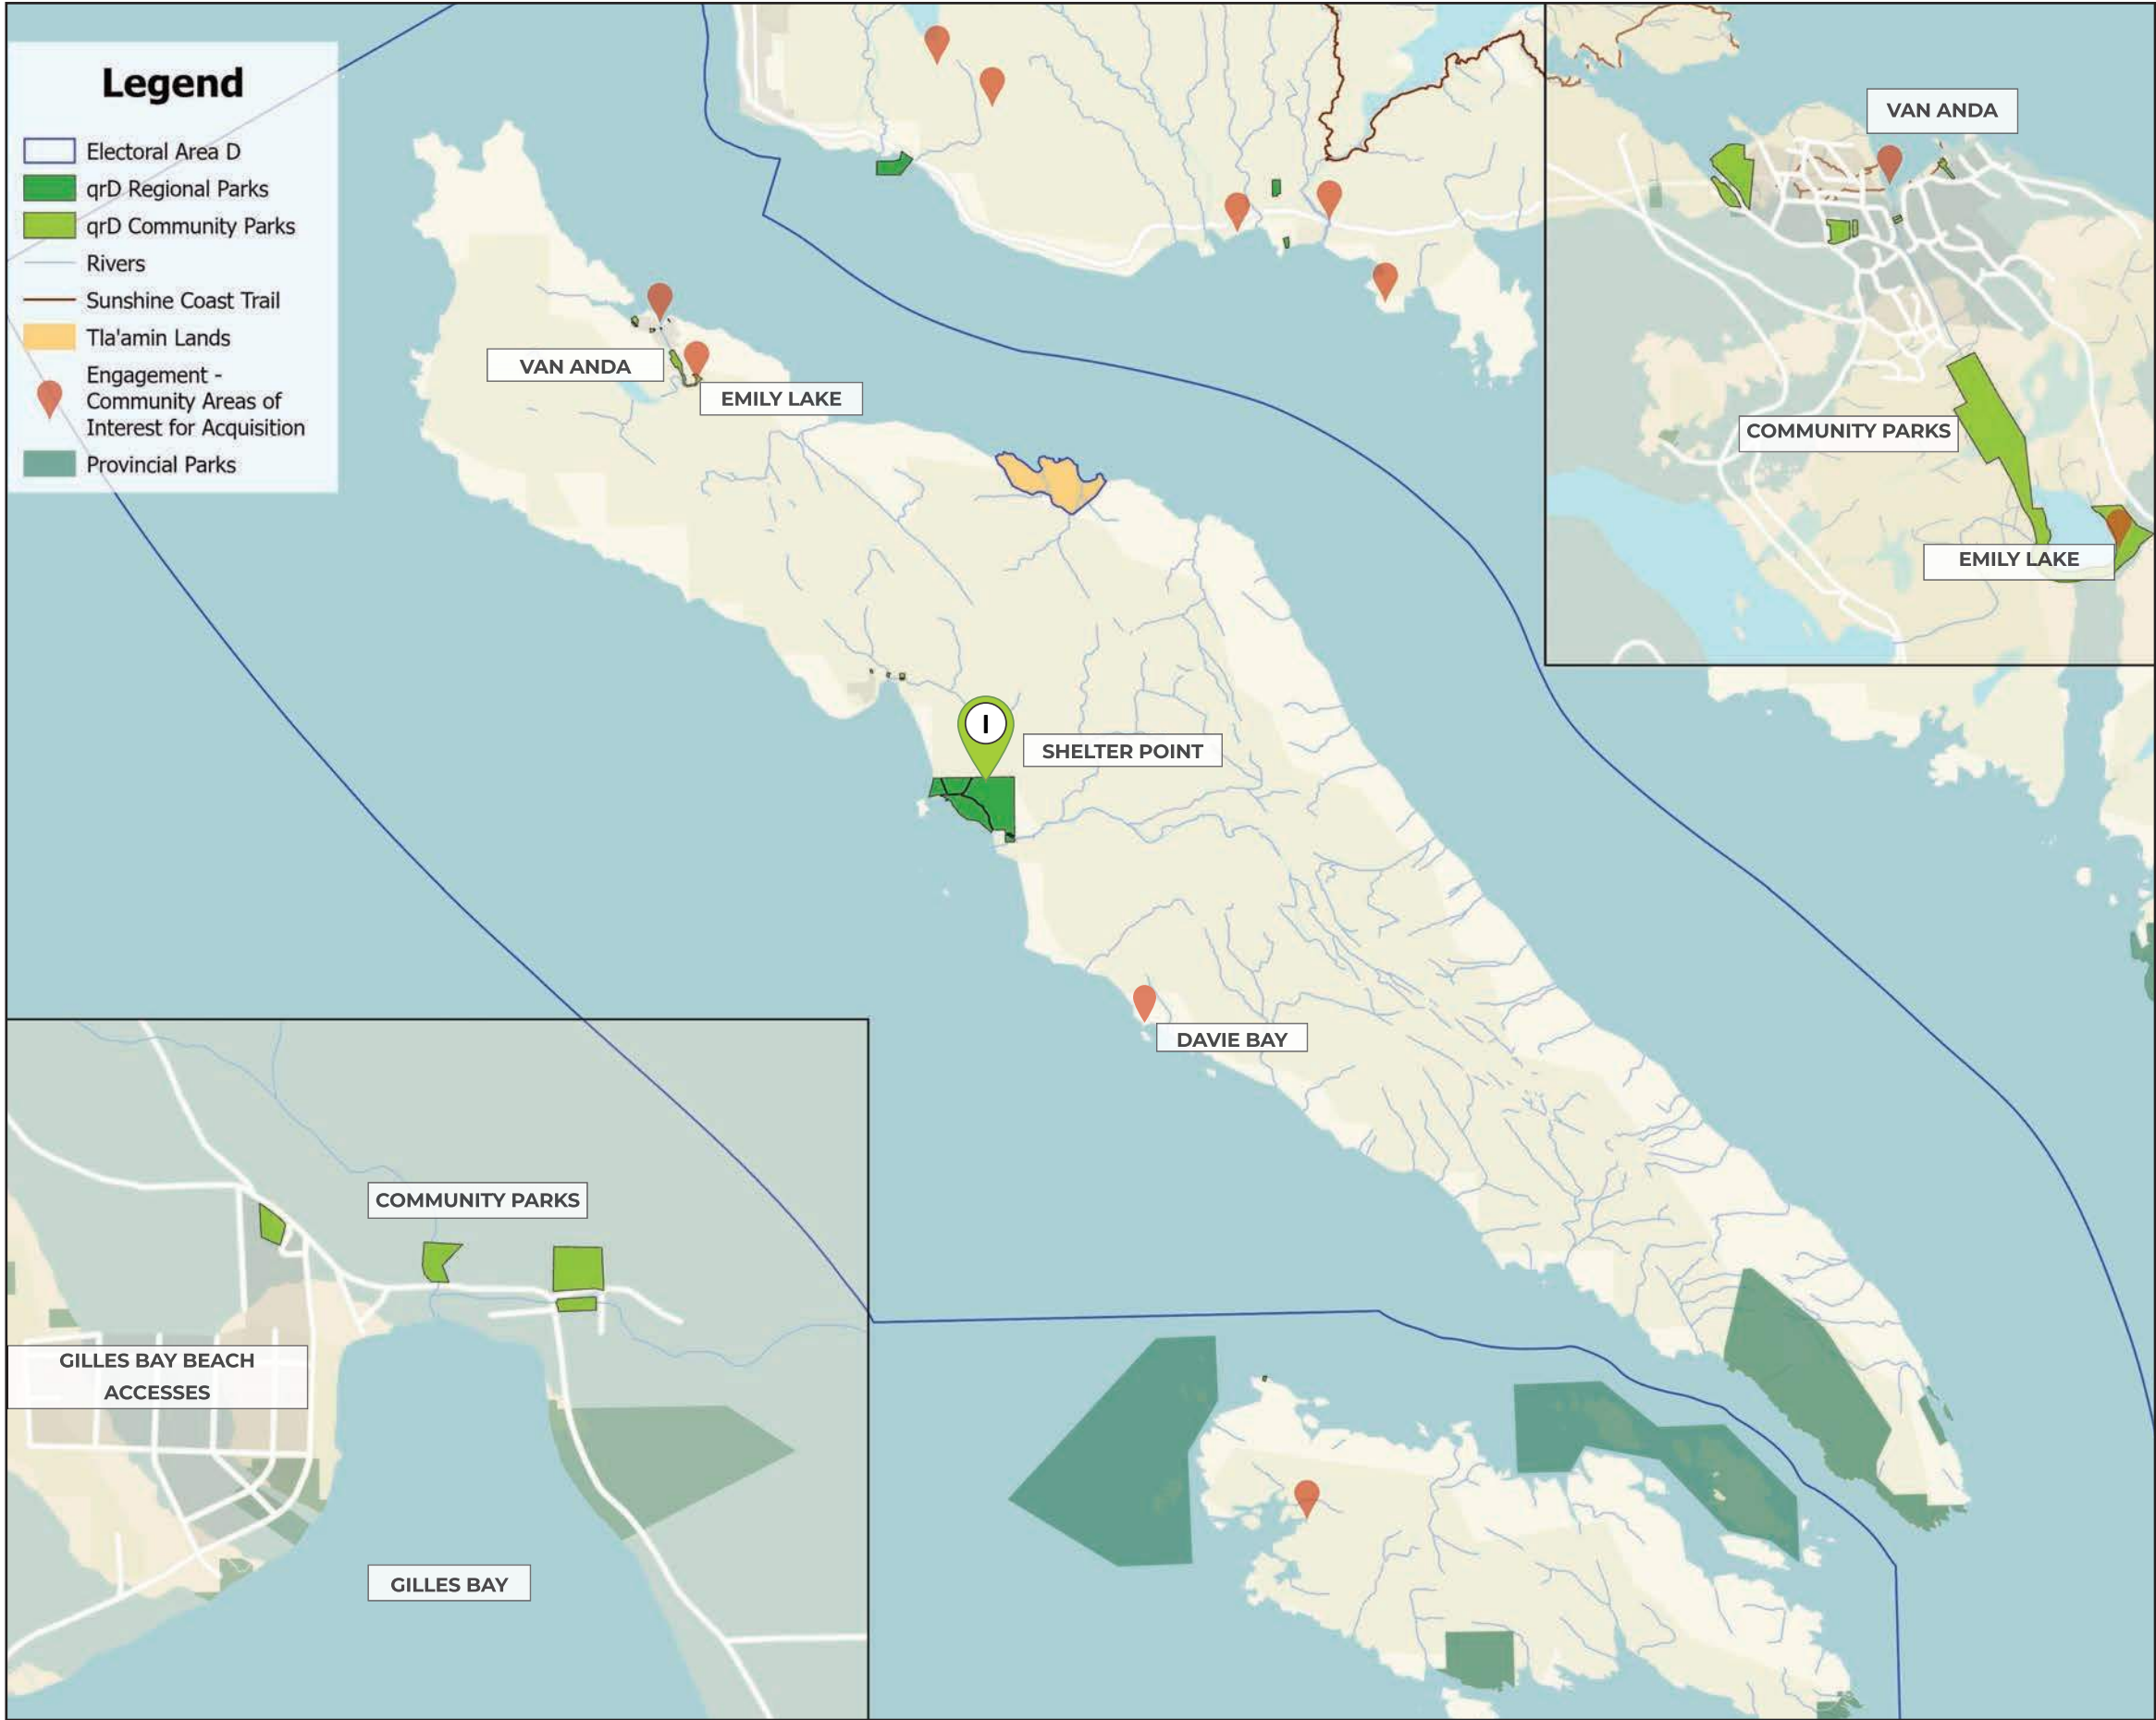 Legend
Electoral Area D
qrD Regional Parks
qrD Community Parks
Rivers
Sunshine Coast Trail
Tla'amin Lands
Engagement -
Community Areas of
Interest for Acquisition
Provincial Parks
VAN ANDA
COMMUNITY PARKS
EMILY LAKE
VAN ANDA
EMILY LAKE
I
SHELTER POINT
DAVIE BAY
COMMUNITY PARKS
GILLES BAY BEACH
ACCESSES
GILLES BAY